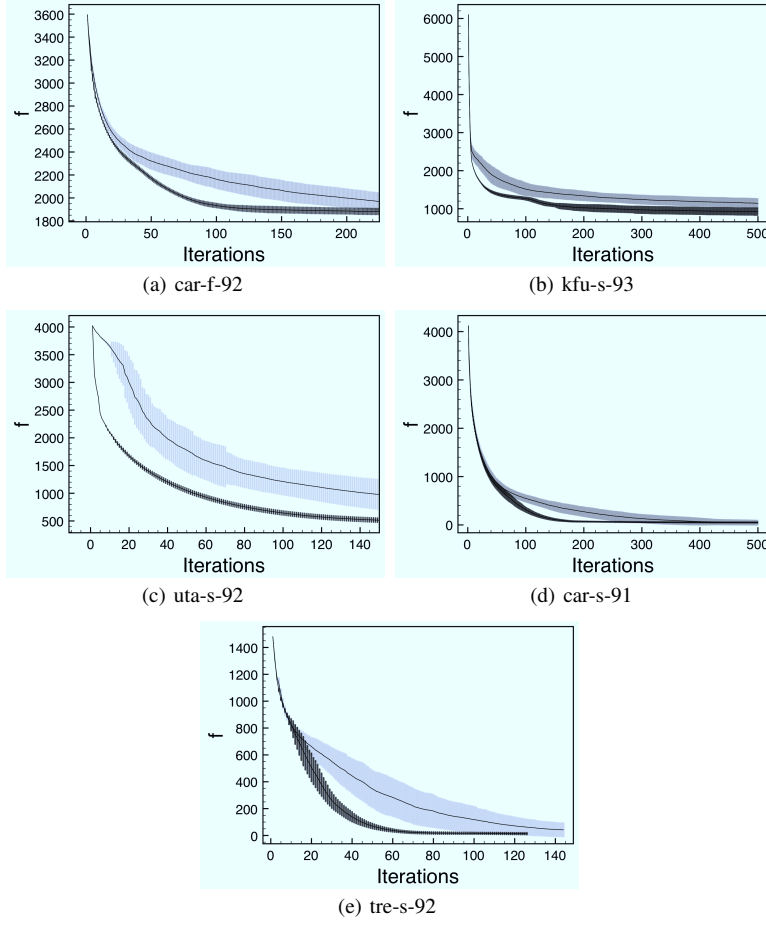 3600
3400
3200
3000
2800
2600
2400
2200
2000
1800
f
0 50 100 150 200
Iterations
(a) car-f-92
6000
5000
4000
3000
2000
1000
f
0 100 200 300 400 500
Iterations
(b) kfu-s-93
4000
3500
3000
2500
2000
1500
1000
500
f
0 20 40 60 80 100 120 140
Iterations
(c) uta-s-92
4000
3000
2000
1000
0
f
0 100 200 300 400 500
Iterations
(d) car-s-91
1400
1200
1000
800
600
400
200
0
f
0 20 40 60 80 100 120 140
Iterations
(e) tre-s-92